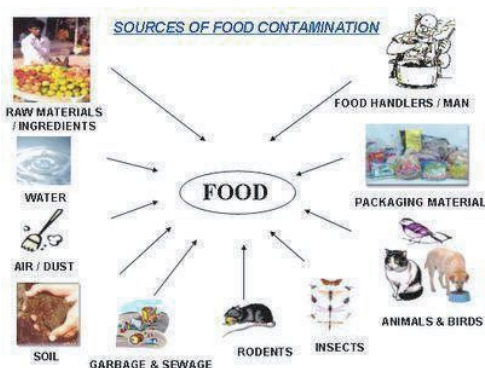 SOURCES OF FOOD CONTAMINATION
RAW MATERIALS
/ INGREDIENTS
FOOD HANDLERS / MAN
WATER
FOOD
PACKAGING MATERIAL
AIR / DUST
ANIMALS & BIRDS
SOIL
GARBAGE & SEWAGE
RODENTS
INSECTS